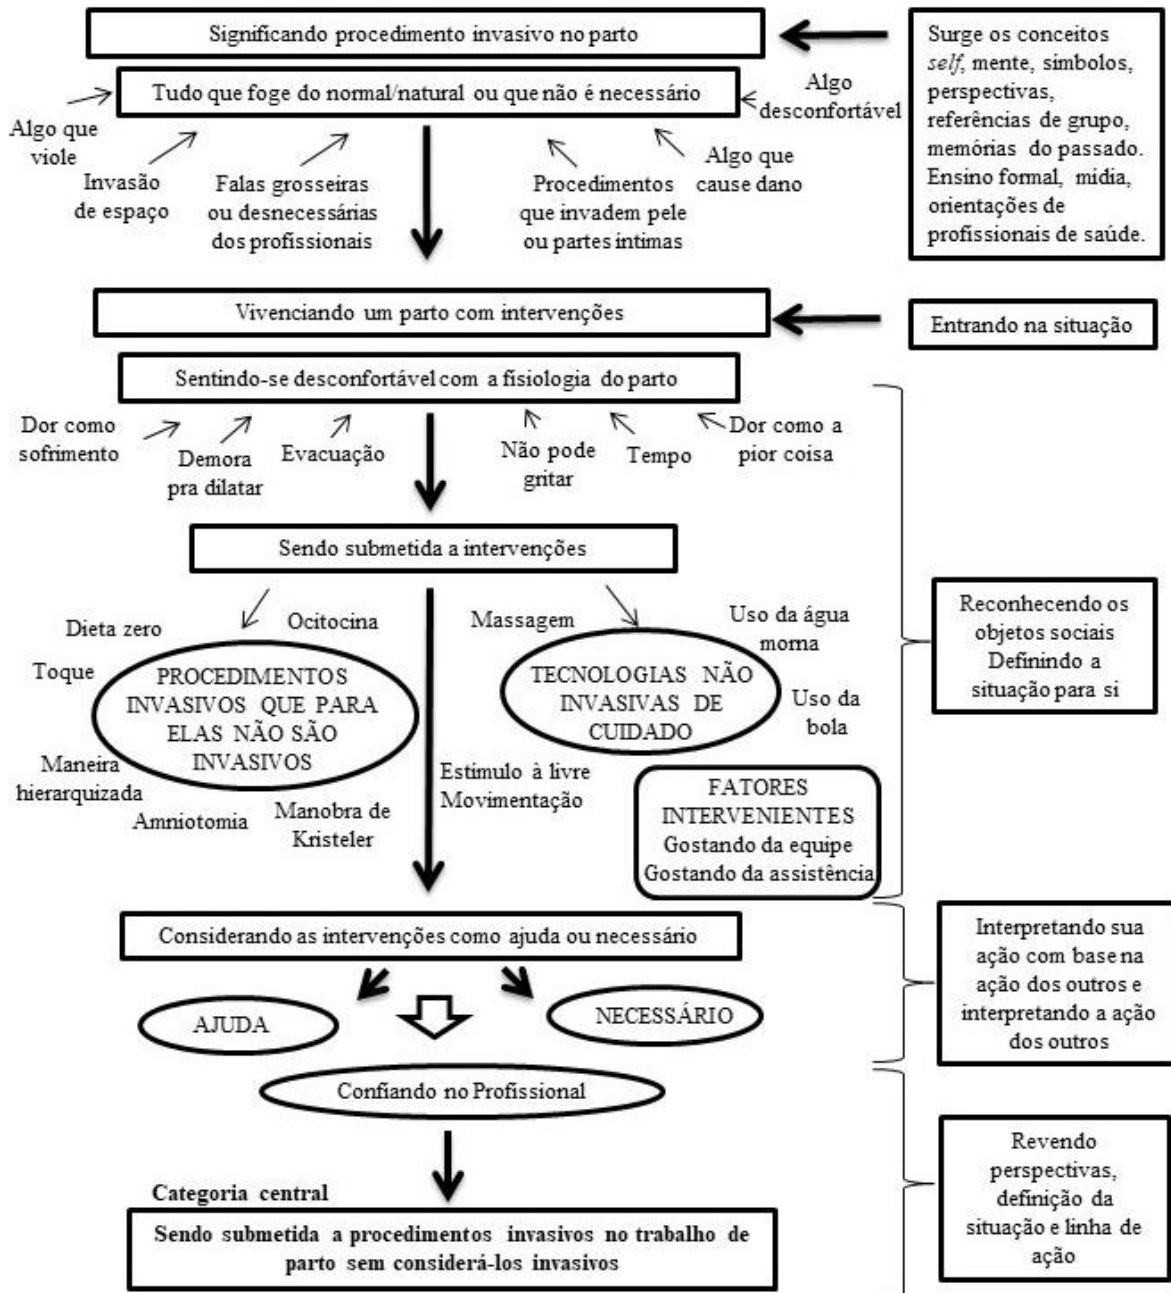 Significando procedimento invasivo no parto
Surge os conceitos
self, mente, símbolos,
perspectivas,
referências de grupo,
memórias do passado.
Ensino formal, mídia,
orientações de
profissionais de saúde.
Tudo que foge do normal/natural ou que não é necessário
Algo que
viole
Invasão
de espaço
Falas grosseiras
ou desnecessárias
dos profissionais
Procedimentos
que invadem pele
ou partes íntimas
Algo que
cause dano
Algo
desconfortável
Vivenciando um parto com intervenções
Entrando na situação
Sentindo-se desconfortável com a fisiologia do parto
Dor como
sofrimento
Demora
pra dilatar
Evacuação
Não pode
gritar
Tempo
Dor como a
pior coisa
Sendo submetida a intervenções
Dieta zero
Ocitocina
Toque
PROCEDIMENTOS
INVASIVOS QUE PARA
ELAS NÃO SÃO
INVASIVOS
Maneira
hierarquizada
Amniotomia
Manobra de
Kristeler
Massagem
Uso da água
morna
TECNOLOGIAS NÃO
INVASIVAS DE
CUIDADO
Uso da
bola
Estímulo à livre
Movimentação
FATORES
INTERVENIENTES
Gostando da equipe
Gostando da assistência
Reconhecendo os
objetos sociais
Definindo a
situação para si
Considerando as intervenções como ajuda ou necessário
AJUDA
NECESSÁRIO
Interpretando sua
ação com base na
ação dos outros e
interpretando a ação
dos outros
Confiando no Profissional
Categoria central
Sendo submetida a procedimentos invasivos no trabalho de
parto sem considerá-los invasivos
Revendo
perspectivas,
definição da
situação e linha de
ação